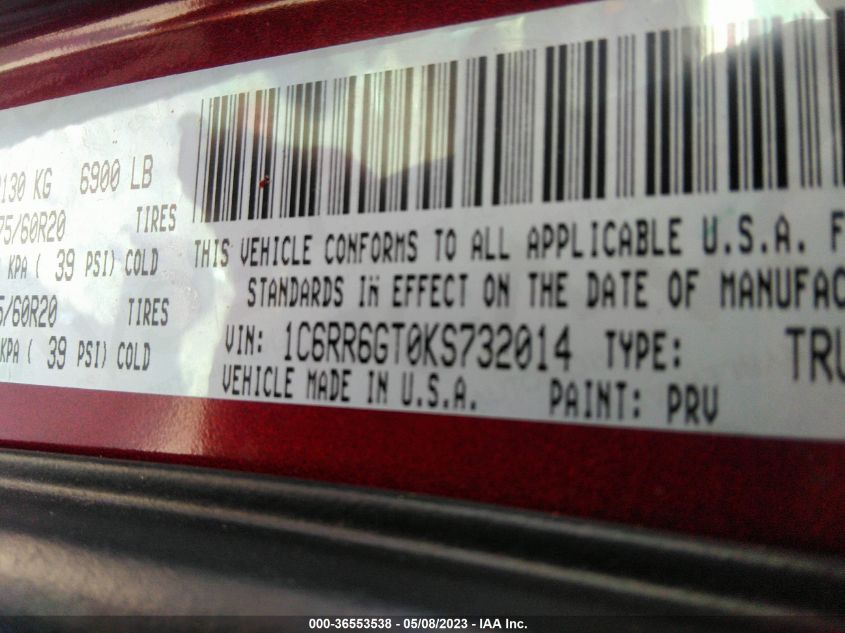 130 KG 6900 LB
75/60R20 TIRES
KPA ( 39 PSI) COLD
5/60R20 TIRES
KPA ( 39 PSI) COLD
THIS VEHICLE CONFORMS TO ALL APPLICABLE U.S.A. F
STANDARDS IN EFFECT ON THE DATE OF MANUFAC
VIN: 1C6RR6GT0KS732014 TYPE: TRU
VEHICLE MADE IN U.S.A. PAINT: PRV
000-36553538 - 05/08/2023 - IAA Inc.